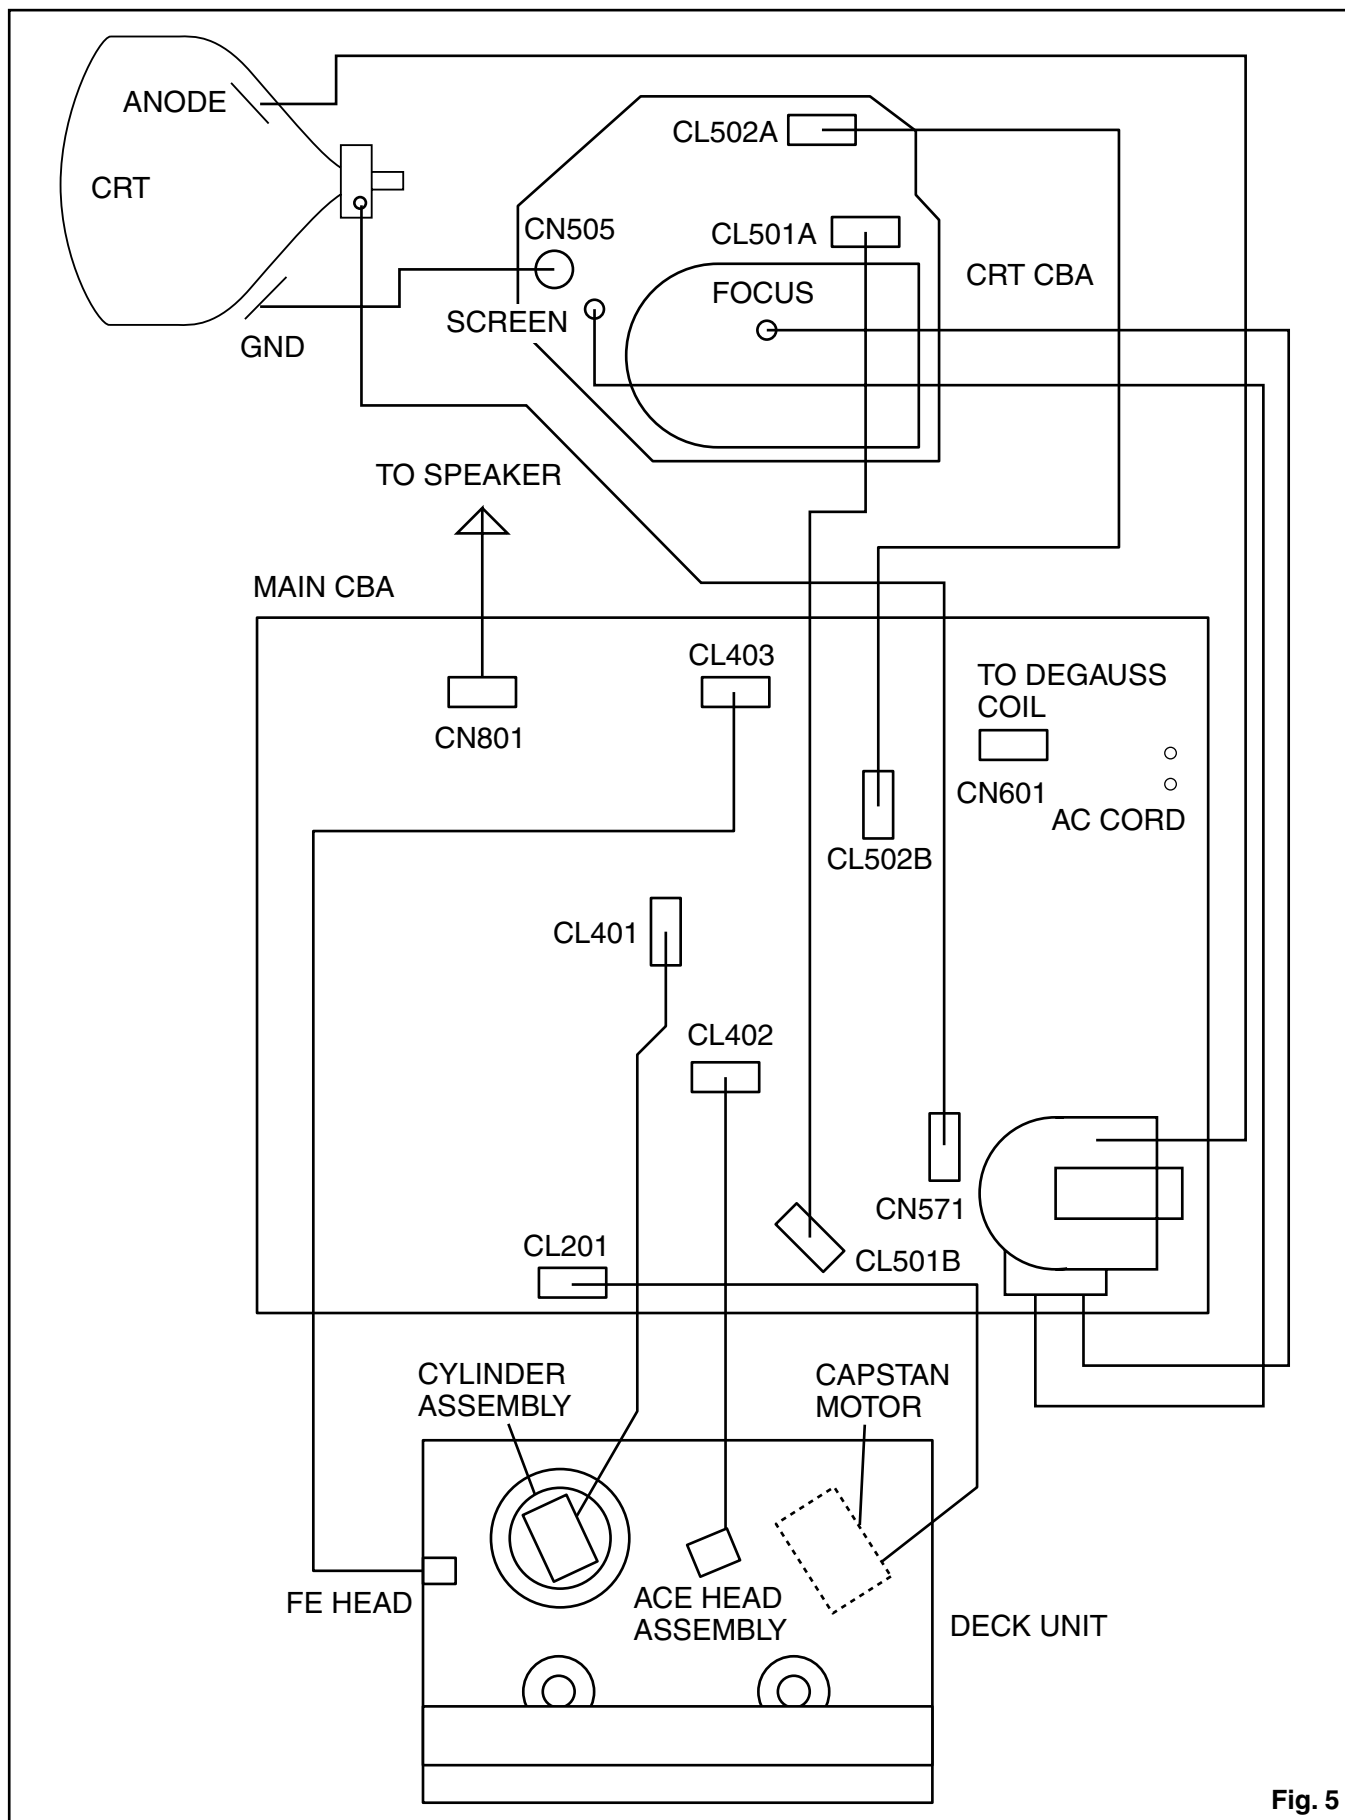 ANODE
CL502A
CRT
CN505
CL501A
CRT CBA
FOCUS
SCREEN
GND
TO SPEAKER
MAIN CBA
CL403
TO DEGAUSS
COIL
CN801
CN601
AC CORD
CL502B
CL401
CL402
CN571
CL201
CL501B
CYLINDER
ASSEMBLY
CAPSTAN
MOTOR
FE HEAD
ACE HEAD
ASSEMBLY
DECK UNIT
Fig. 5